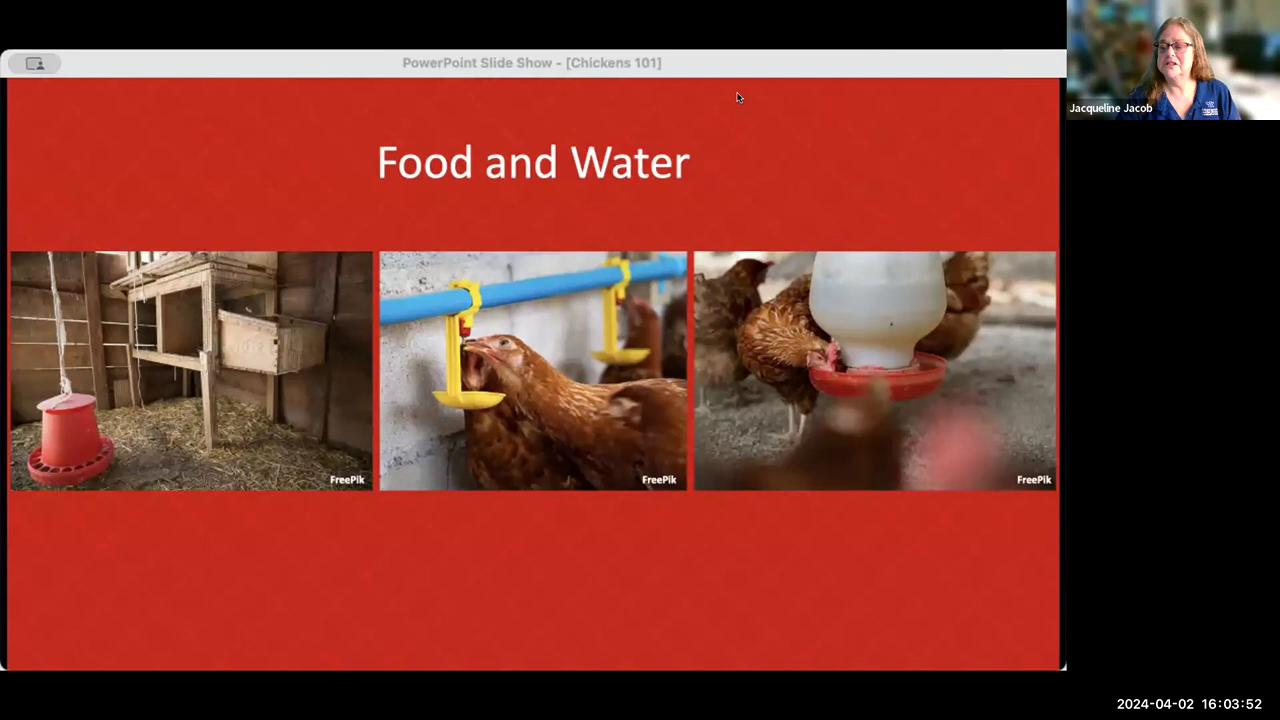 PowerPoint Slide Show - [Chickens 101]
Jacqueline Jacob
Food and Water
FreePik
FreePik
FreePik
2024-04-02 16:03:52